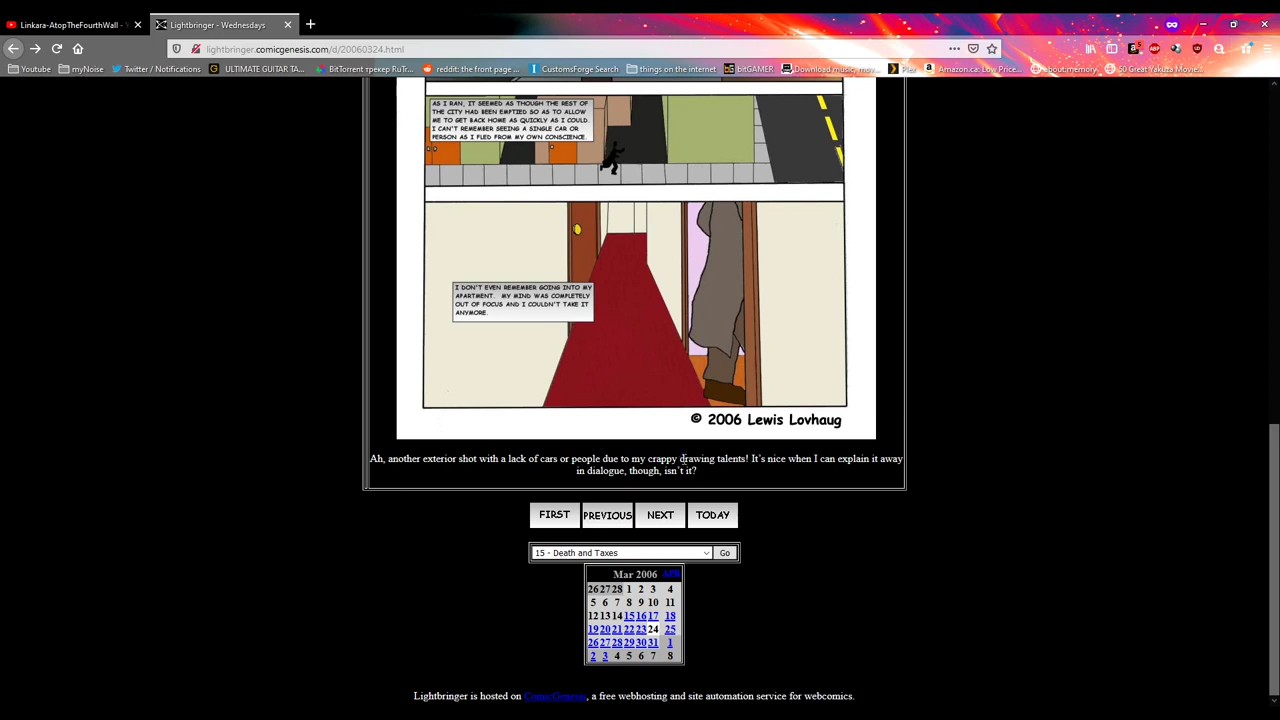 Linkara-AtopTheFourthWall -
Lightbringer - Wednesdays
lightbringer.comicgenesis.com/d/20060324.html
Youtube myNoise Twitter / Notifications ULTIMATE GUITAR TA... BitTorrent трекер RuTr... reddit: the front page ... CustomsForge Search things on the internet bitGAMER Download music, mov... Plex Amazon.ca: Low Price... about:memory 50 Great Yakuza Movie...
AS I RAN, IT SEEMED AS THOUGH THE REST OF
THE CITY HAD BEEN EMPTIED SO AS TO ALLOW
ME TO GET BACK HOME AS QUICKLY AS I COULD.
I CAN'T REMEMBER SEEING A SINGLE CAR OR
PERSON AS I FLED FROM MY OWN CONSCIENCE.
I DON'T EVEN REMEMBER GOING INTO MY
APARTMENT. MY MIND WAS COMPLETELY
OUT OF FOCUS AND I COULDN'T TAKE IT
ANYMORE.
© 2006 Lewis Lovhaug
Ah, another exterior shot with a lack of cars or people due to my crappy drawing talents! It's nice when I can explain it away
in dialogue, though, isn't it?
FIRST PREVIOUS NEXT TODAY
15 - Death and Taxes Go
Mar 2006 APR
26 27 28 1 2 3 4
5 6 7 8 9 10 11
12 13 14 15 16 17 18
19 20 21 22 23 24 25
26 27 28 29 30 31 1
2 3 4 5 6 7 8
Lightbringer is hosted on ComicGenesis, a free webhosting and site automation service for webcomics.